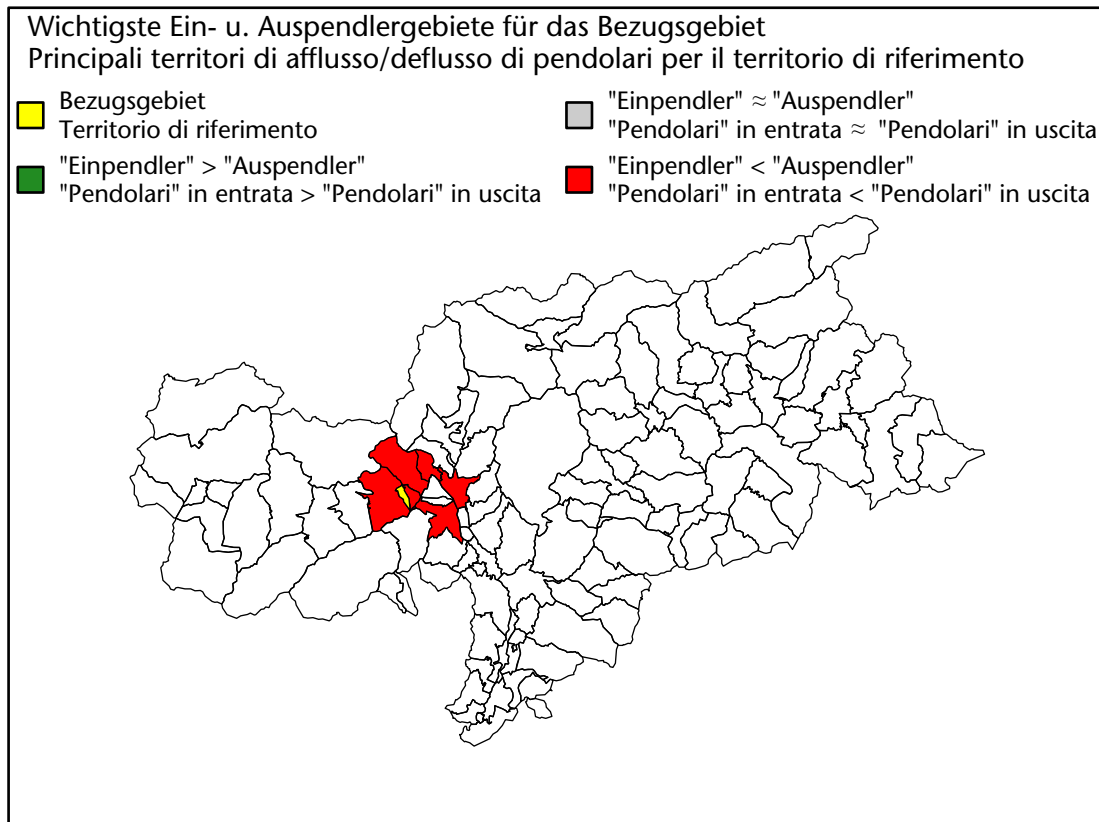 Wichtigste Ein- u. Auspendlergebiete für das Bezugsgebiet
Principali territori di afflusso/deflusso di pendolari per il territorio di riferimento
Bezugsgebiet
Territorio di riferimento
"Einpendler" > "Auspendler"
"Pendolari" in entrata > "Pendolari" in uscita
"Einpendler" ≈ "Auspendler"
"Pendolari" in entrata ≈ "Pendolari" in uscita
"Einpendler" < "Auspendler"
"Pendolari" in entrata < "Pendolari" in uscita